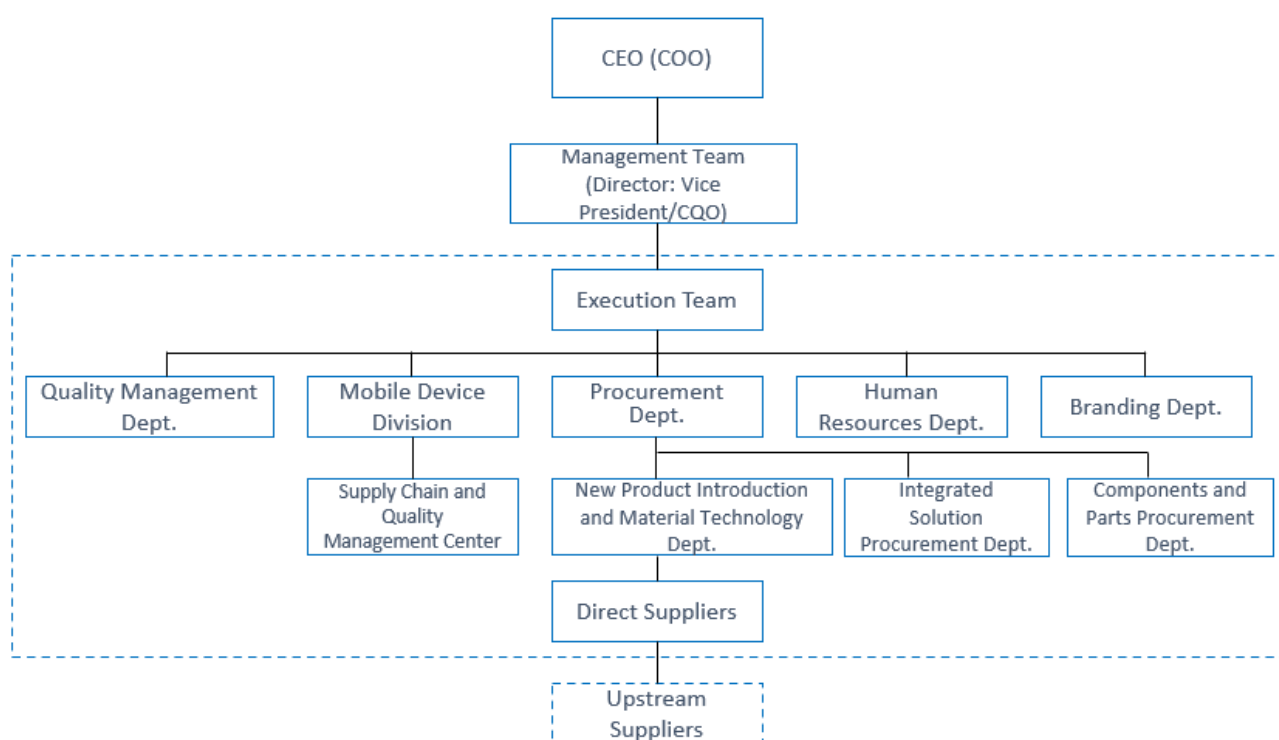 CEO (COO)
Management Team
(Director: Vice
President/CQO)
Execution Team
Quality Management
Dept.
Mobile Device
Division
Procurement
Dept.
Human
Resources Dept.
Branding Dept.
Supply Chain and
Quality
Management Center
New Product Introduction
and Material Technology
Dept.
Integrated
Solution
Procurement Dept.
Components and
Parts Procurement
Dept.
Direct Suppliers
Upstream
Suppliers